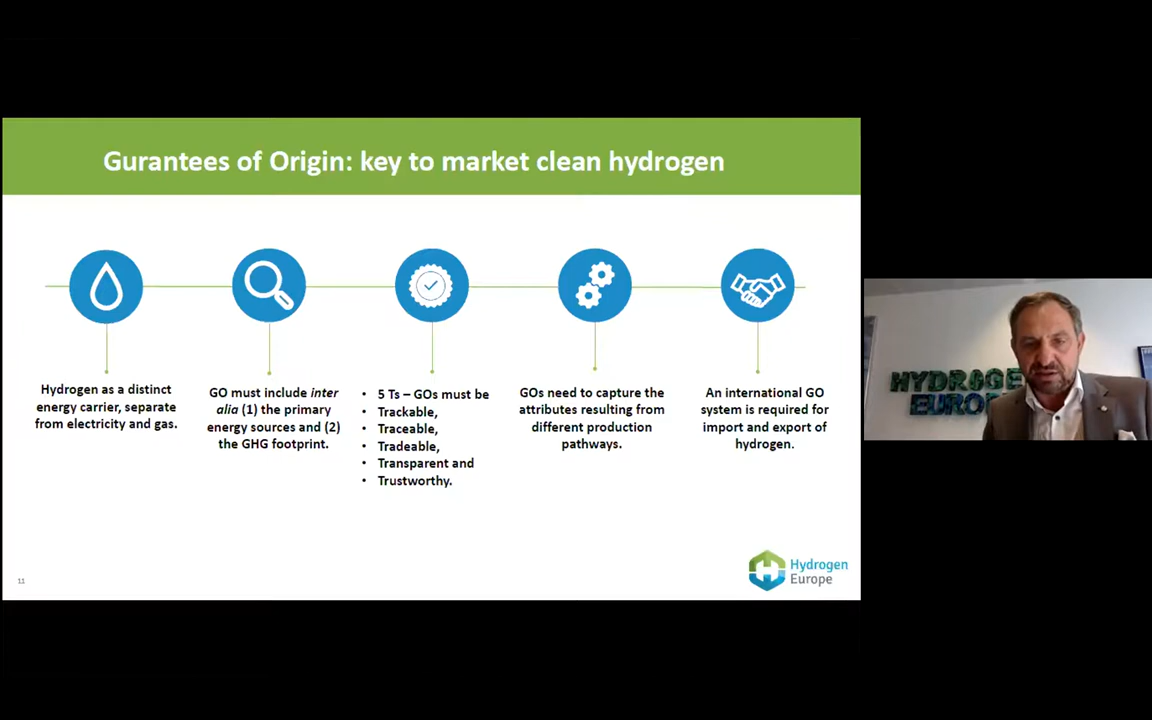 Gurantees of Origin: key to market clean hydrogen
Hydrogen as a distinct
energy carrier, separate
from electricity and gas.
GO must include inter
alia (1) the primary
energy sources and (2)
the GHG footprint.
• 5 Ts – GOs must be
• Trackable,
• Traceable,
• Tradeable,
• Transparent and
• Trustworthy.
GOs need to capture the
attributes resulting from
different production
pathways.
An international GO
system is required for
import and export of
hydrogen.
11
Hydrogen
Europe
HYDROGE
EUROP